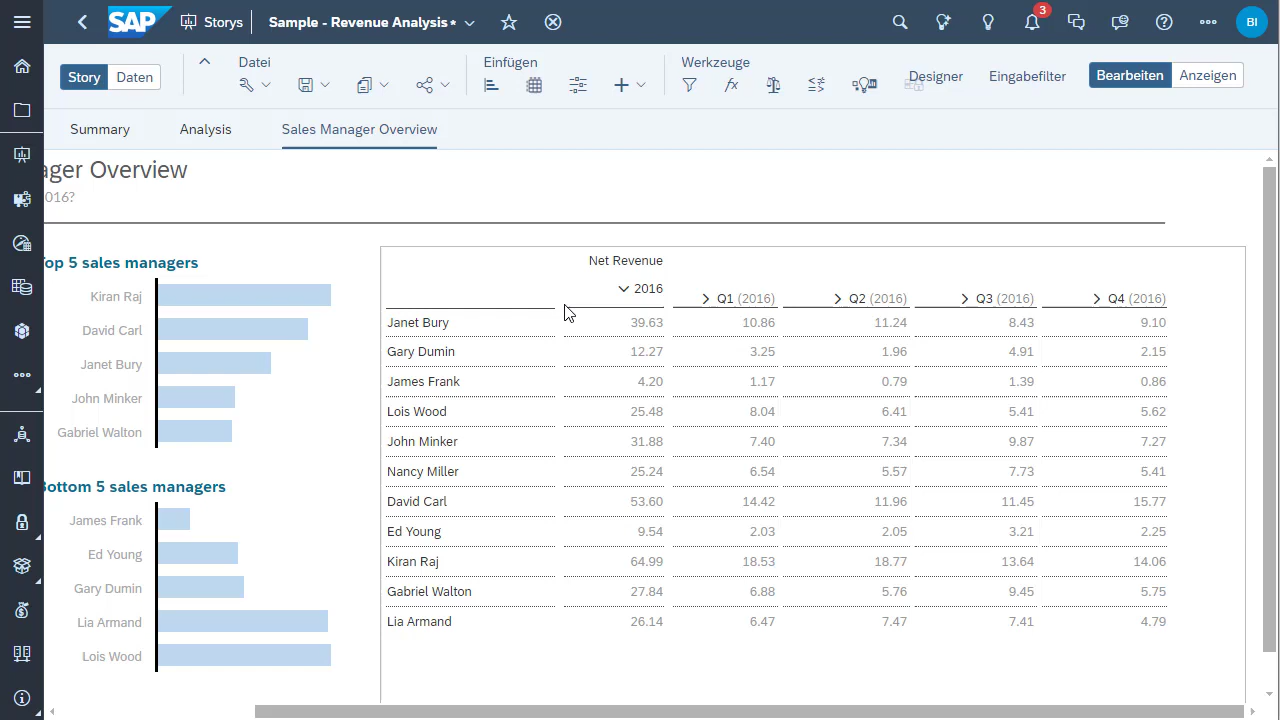 SAP Storys Sample - Revenue Analysis* 3 BI
Story Daten Datei Einfügen Werkzeuge Designer Eingabefilter Bearbeiten Anzeigen
Summary Analysis Sales Manager Overview
ager Overview
016?
Top 5 sales managers
Kiran Raj
David Carl
Janet Bury
John Minker
Gabriel Walton
Bottom 5 sales managers
James Frank
Ed Young
Gary Dumin
Lia Armand
Lois Wood
Net Revenue
2016 Q1 (2016) Q2 (2016) Q3 (2016) Q4 (2016)
Janet Bury 39.63 10.86 11.24 8.43 9.10
Gary Dumin 12.27 3.25 1.96 4.91 2.15
James Frank 4.20 1.17 0.79 1.39 0.86
Lois Wood 25.48 8.04 6.41 5.41 5.62
John Minker 31.88 7.40 7.34 9.87 7.27
Nancy Miller 25.24 6.54 5.57 7.73 5.41
David Carl 53.60 14.42 11.96 11.45 15.77
Ed Young 9.54 2.03 2.05 3.21 2.25
Kiran Raj 64.99 18.53 18.77 13.64 14.06
Gabriel Walton 27.84 6.88 5.76 9.45 5.75
Lia Armand 26.14 6.47 7.47 7.41 4.79